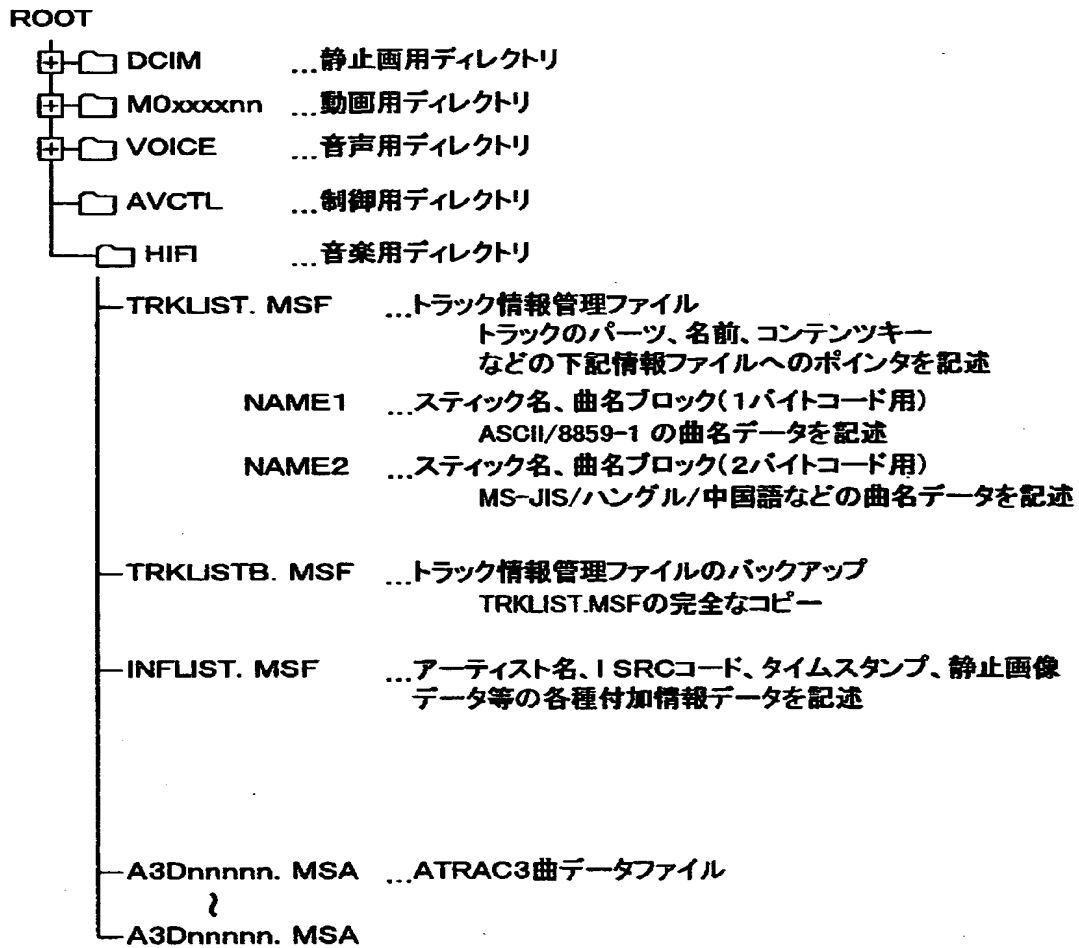 ROOT
DCIM ...静止画用ディレクトリ
MOxxxxnn ...動画用ディレクトリ
VOICE ...音声用ディレクトリ
AVCTL ...制御用ディレクトリ
HIFI ...音楽用ディレクトリ
TRKLIST. MSF ...トラック情報管理ファイル
トラックのパーツ、名前、コンテンツキー
などの下記情報ファイルへのポインタを記述
NAME1 ...スティック名、曲名ブロック(1バイトコード用)
ASCII/8859-1 の曲名データを記述
NAME2 ...スティック名、曲名ブロック(2バイトコード用)
MS-JIS/ハングル/中国語などの曲名データを記述
TRKLISTB. MSF ...トラック情報管理ファイルのバックアップ
TRKLIST.MSFの完全なコピー
INFLIST. MSF ...アーティスト名、ISRCコード、タイムスタンプ、静止画像
データ等の各種付加情報データを記述
A3Dnnnnn. MSA ...ATRAC3曲データファイル
~
A3Dnnnnn. MSA